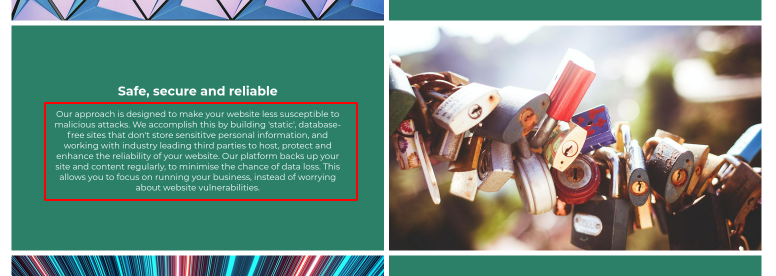 Safe, secure and reliable
Our approach is designed to make your website less susceptible to
malicious attacks. We accomplish this by building 'static', database-
free sites that don't store sensititve personal information, and
working with industry leading third parties to host, protect and
enhance the reliability of your website. Our platform backs up your
site and content regularly, to minimise the chance of data loss. This
allows you to focus on running your business, instead of worrying
about website vulnerabilities.